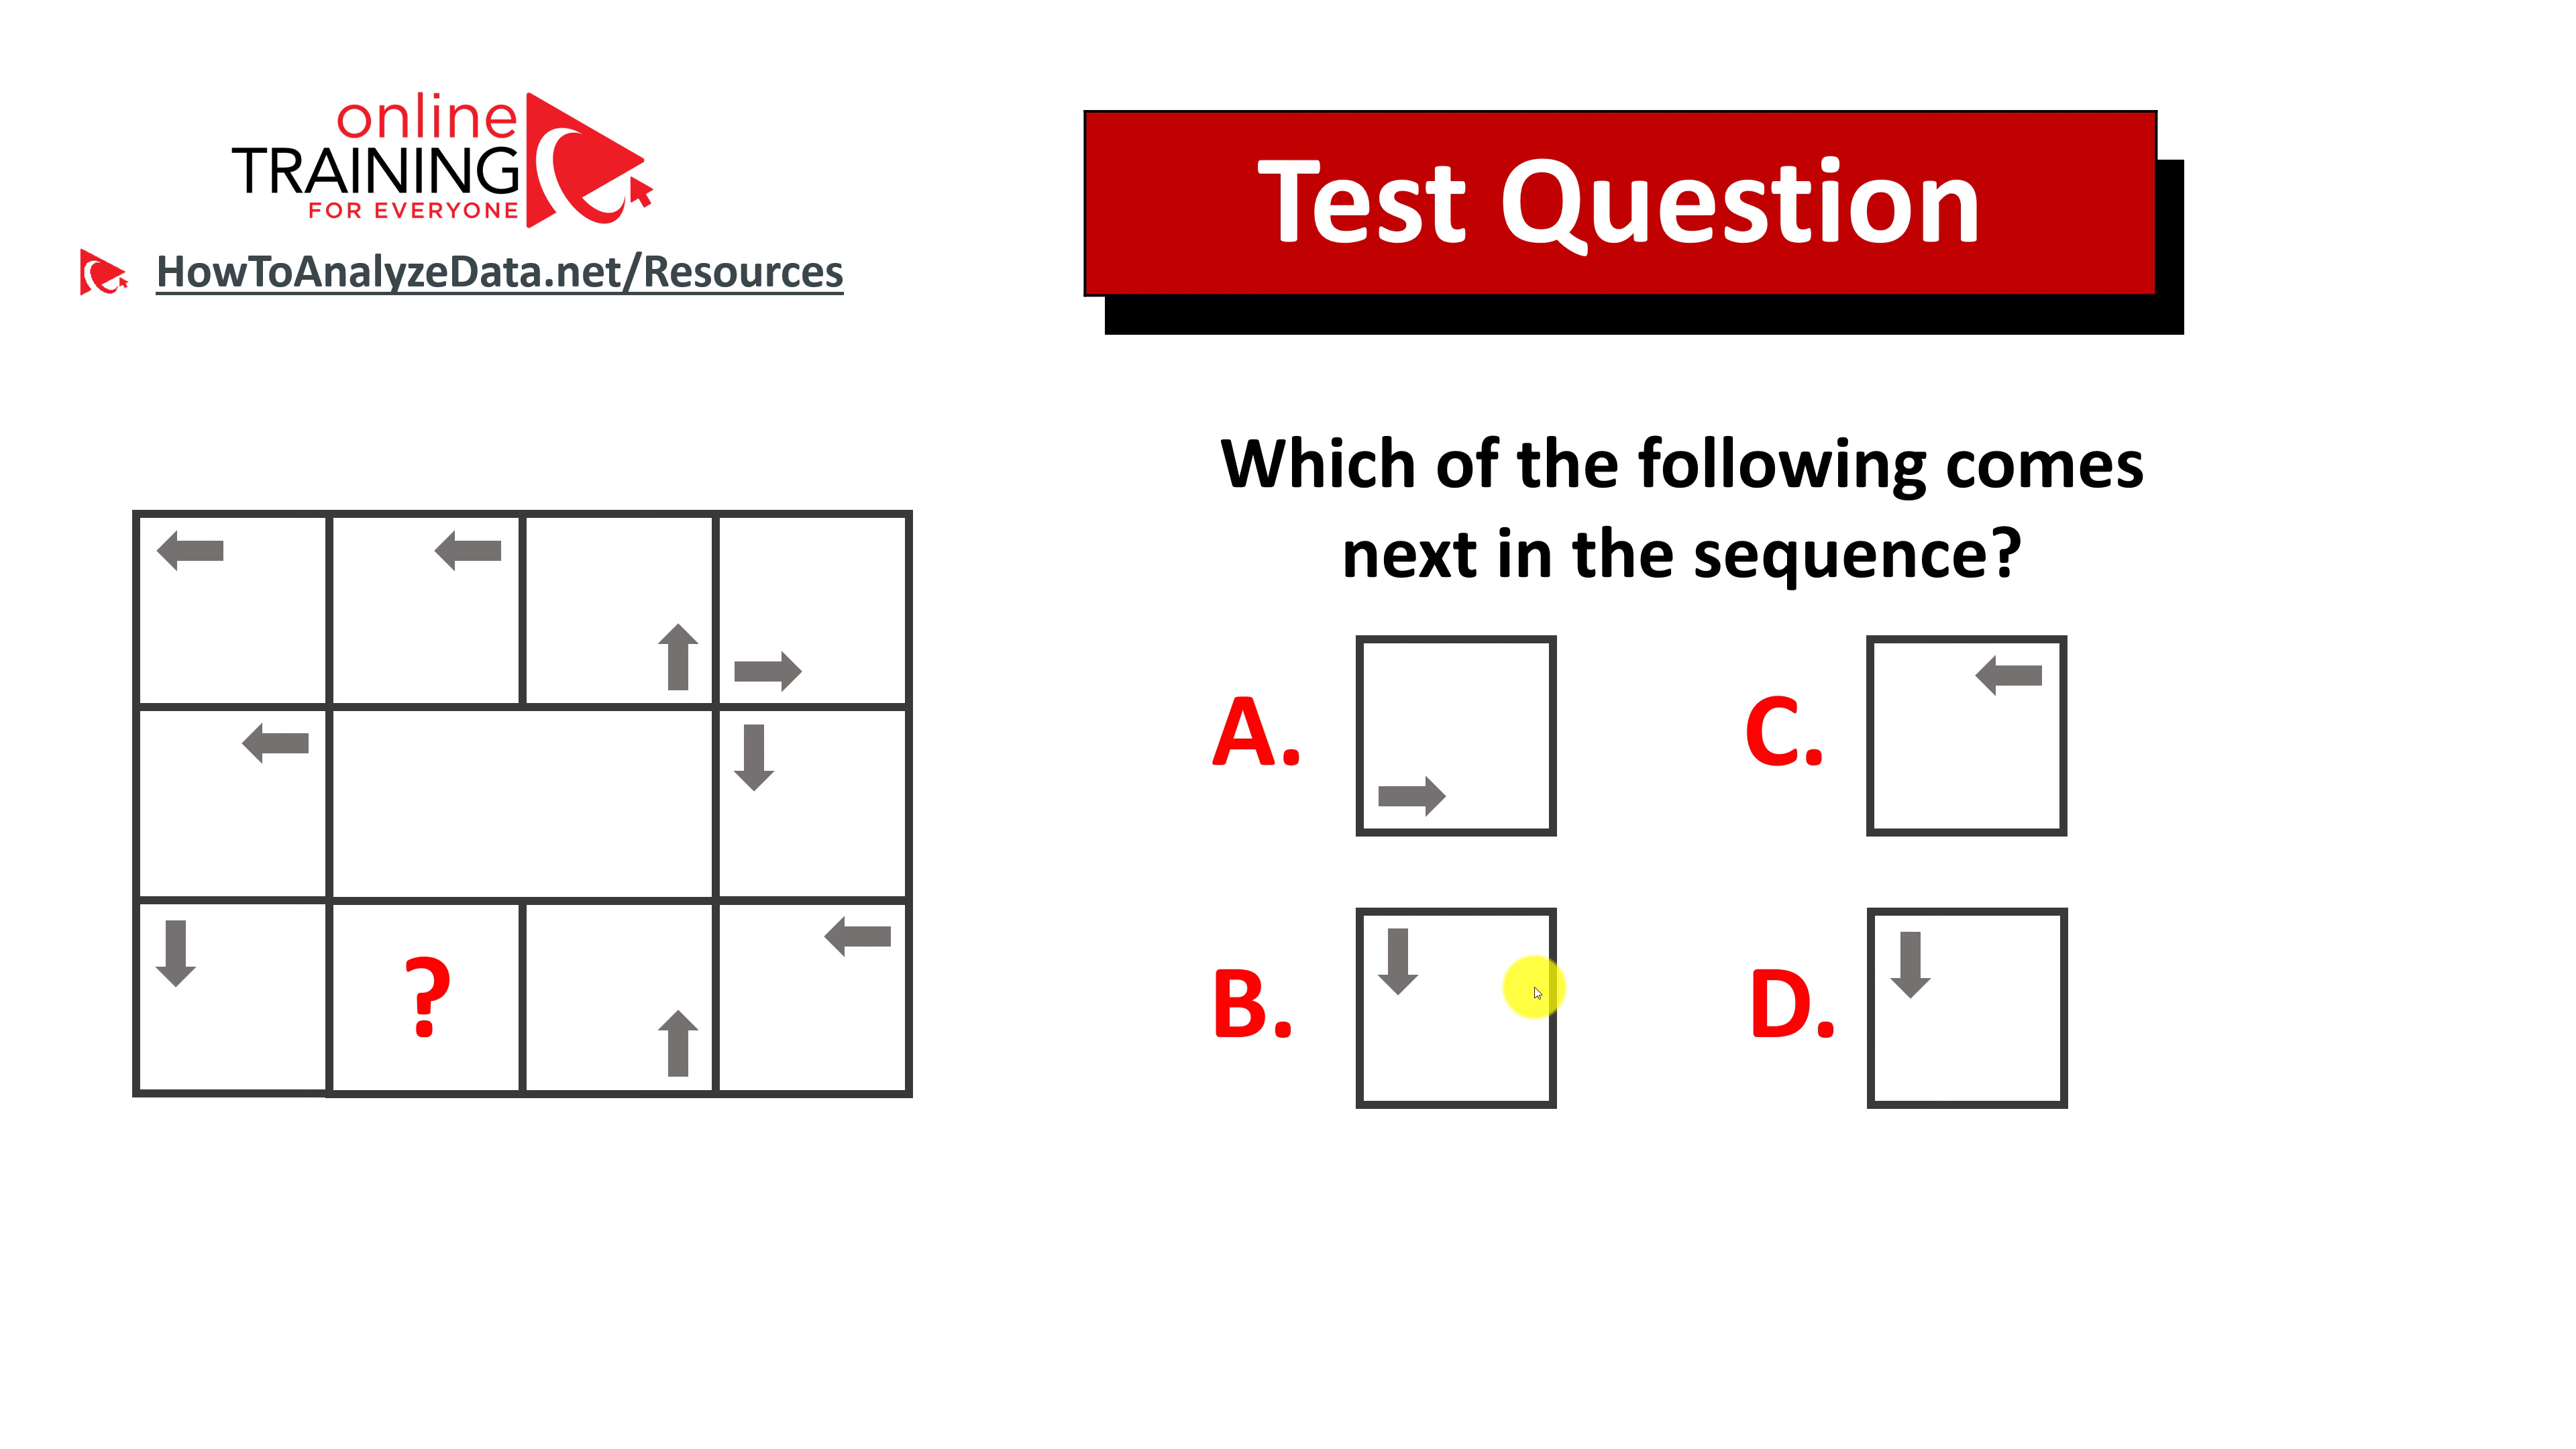 online
TRAINING
FOR EVERYONE
HowToAnalyzeData.net/Resources
Test Question
Which of the following comes
next in the sequence?
A.
C.
?
B.
D.